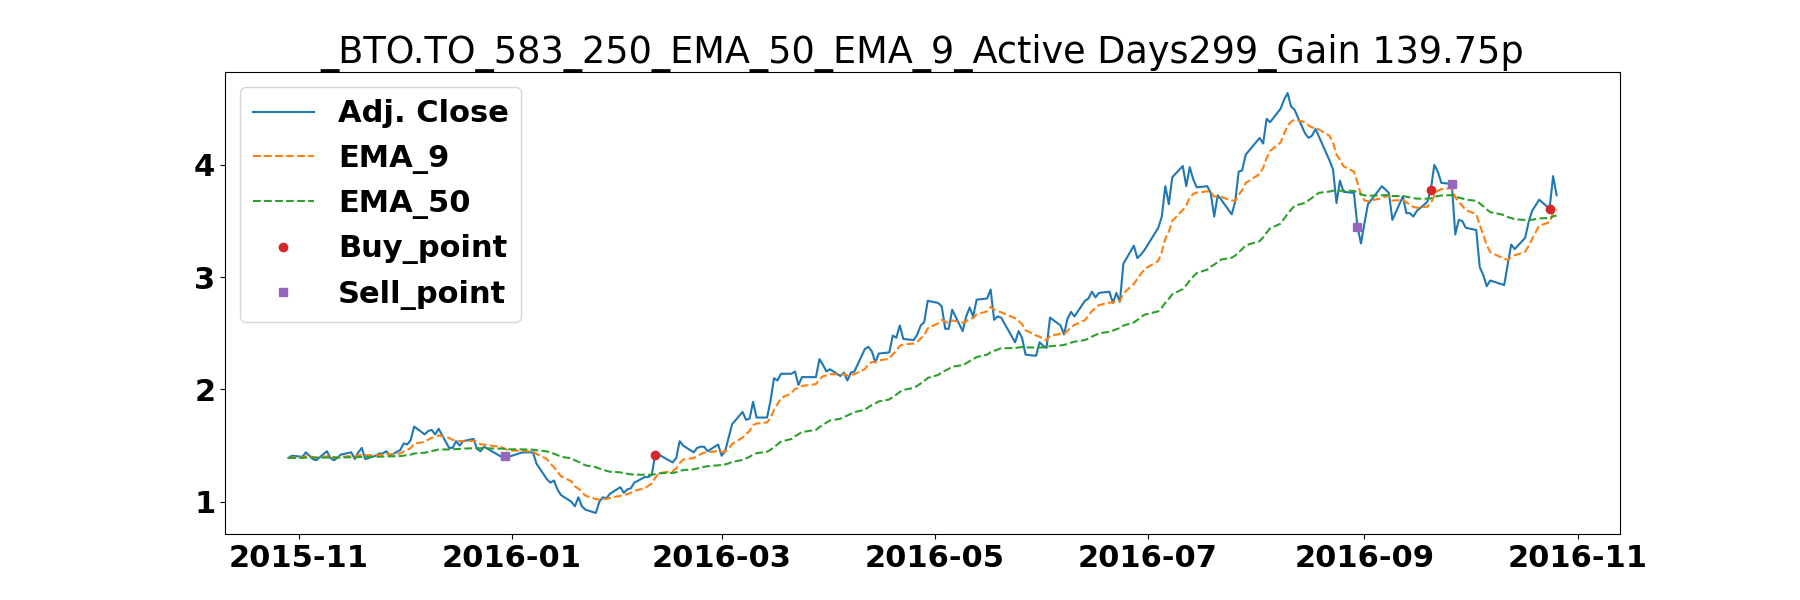 _BTO.TO_583_250_EMA_50_EMA_9_Active Days299_Gain 139.75p
Adj. Close
EMA_9
EMA_50
Buy_point
Sell_point
4
3
2
1
2015-11 2016-01 2016-03 2016-05 2016-07 2016-09 2016-11